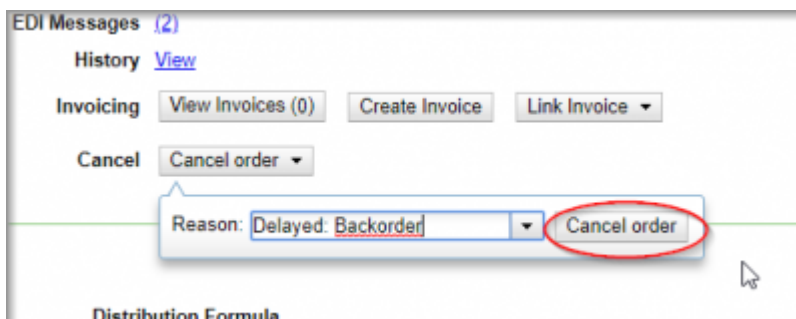 EDI Messages (2)
History View
Invoicing View Invoices (0) Create Invoice Link Invoice
Cancel Cancel order
Reason: Delayed: Backorder Cancel order
Distribution Formula